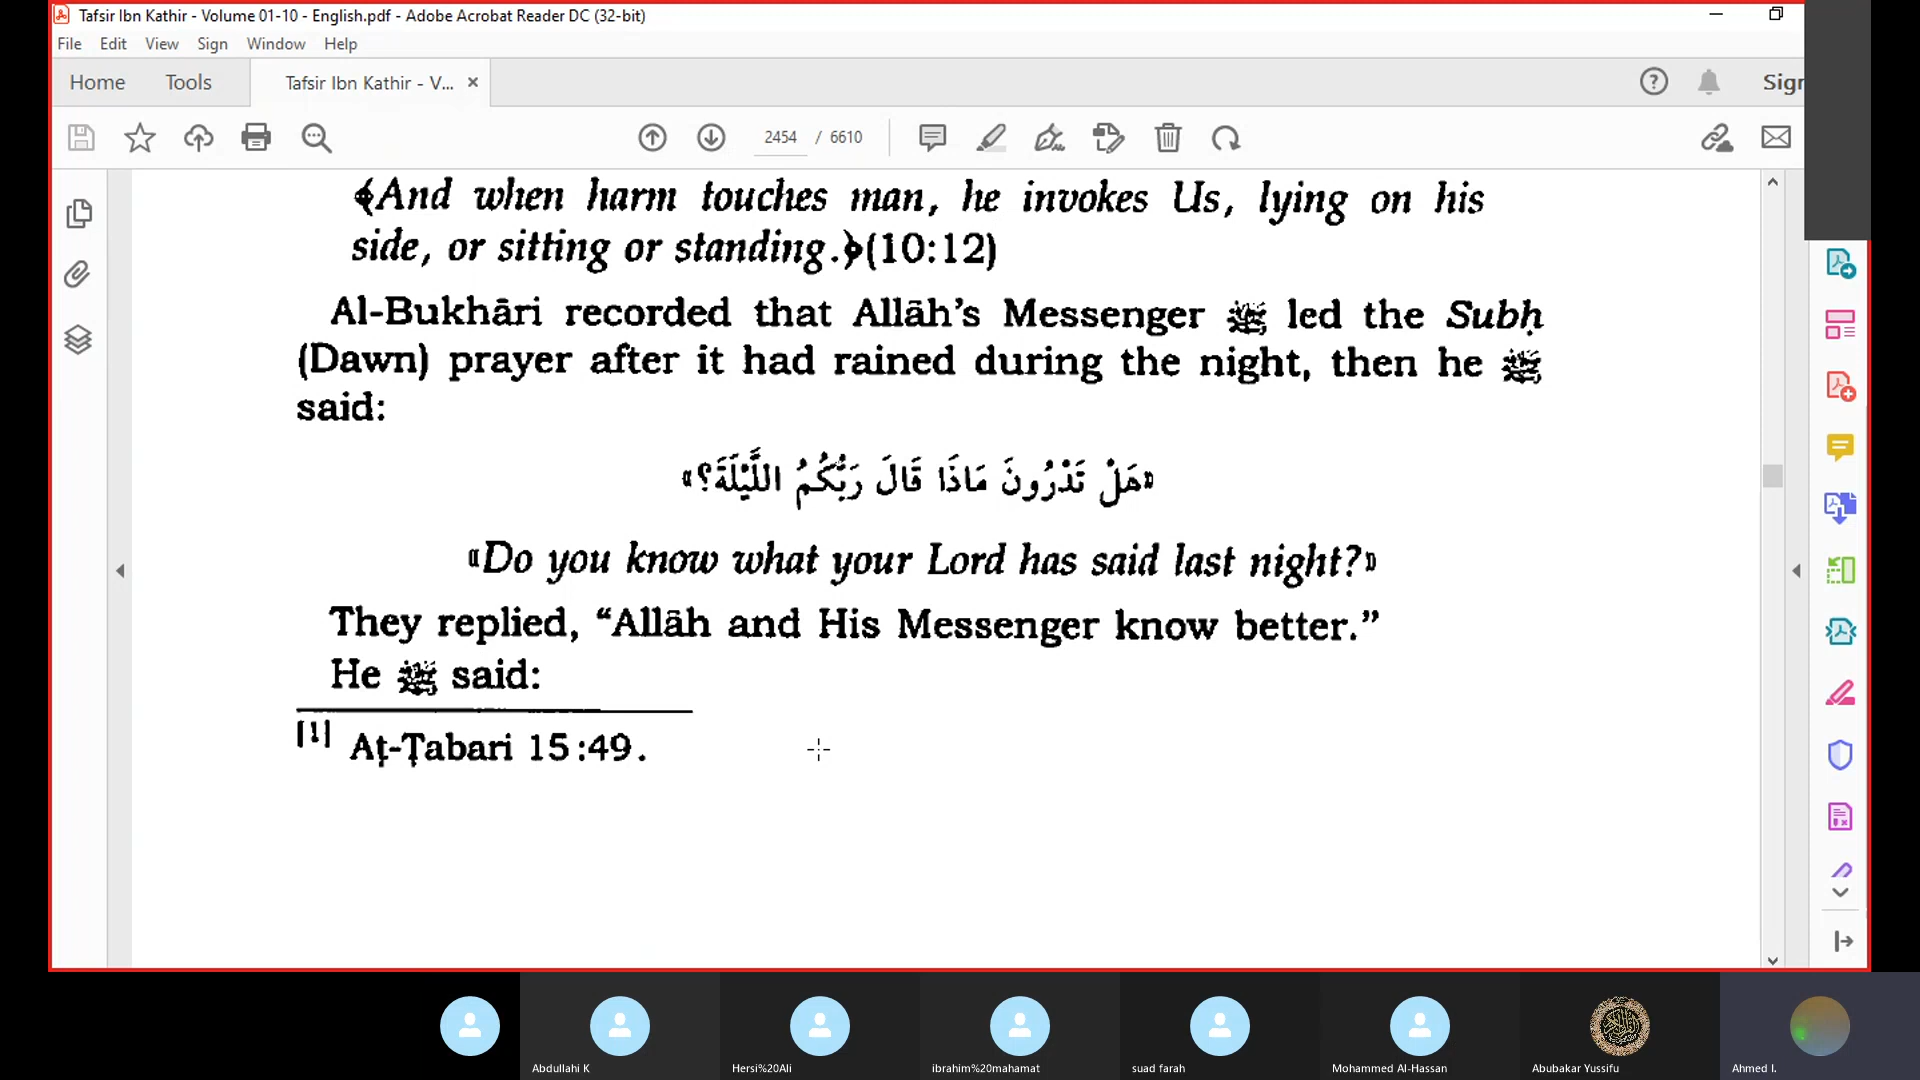 Tafsir Ibn Kathir - Volume 01-10 - English.pdf - Adobe Acrobat Reader DC (32-bit)
File Edit View Sign Window Help
Home Tools Tafsir Ibn Kathir - V... × ? Sign
2454 / 6610
﴾And when harm touches man, he invokes Us, lying on his
side, or sitting or standing.﴿(10:12)
Al-Bukhāri recorded that Allāh's Messenger ﷺ led the Subḥ
(Dawn) prayer after it had rained during the night, then he ﷺ
said:
«هَلْ تَدْرُونَ مَاذَا قَالَ رَبُّكُمُ اللَّيْلَةَ؟»
«Do you know what your Lord has said last night?»
They replied, “Allāh and His Messenger know better.”
He ﷺ said:
[1] Aṭ-Ṭabari 15:49.
Abdullahi K Hersi%20Ali ibrahim%20mahamat suad farah Mohammed Al-Hassan Abubakar Yussifu Ahmed I.